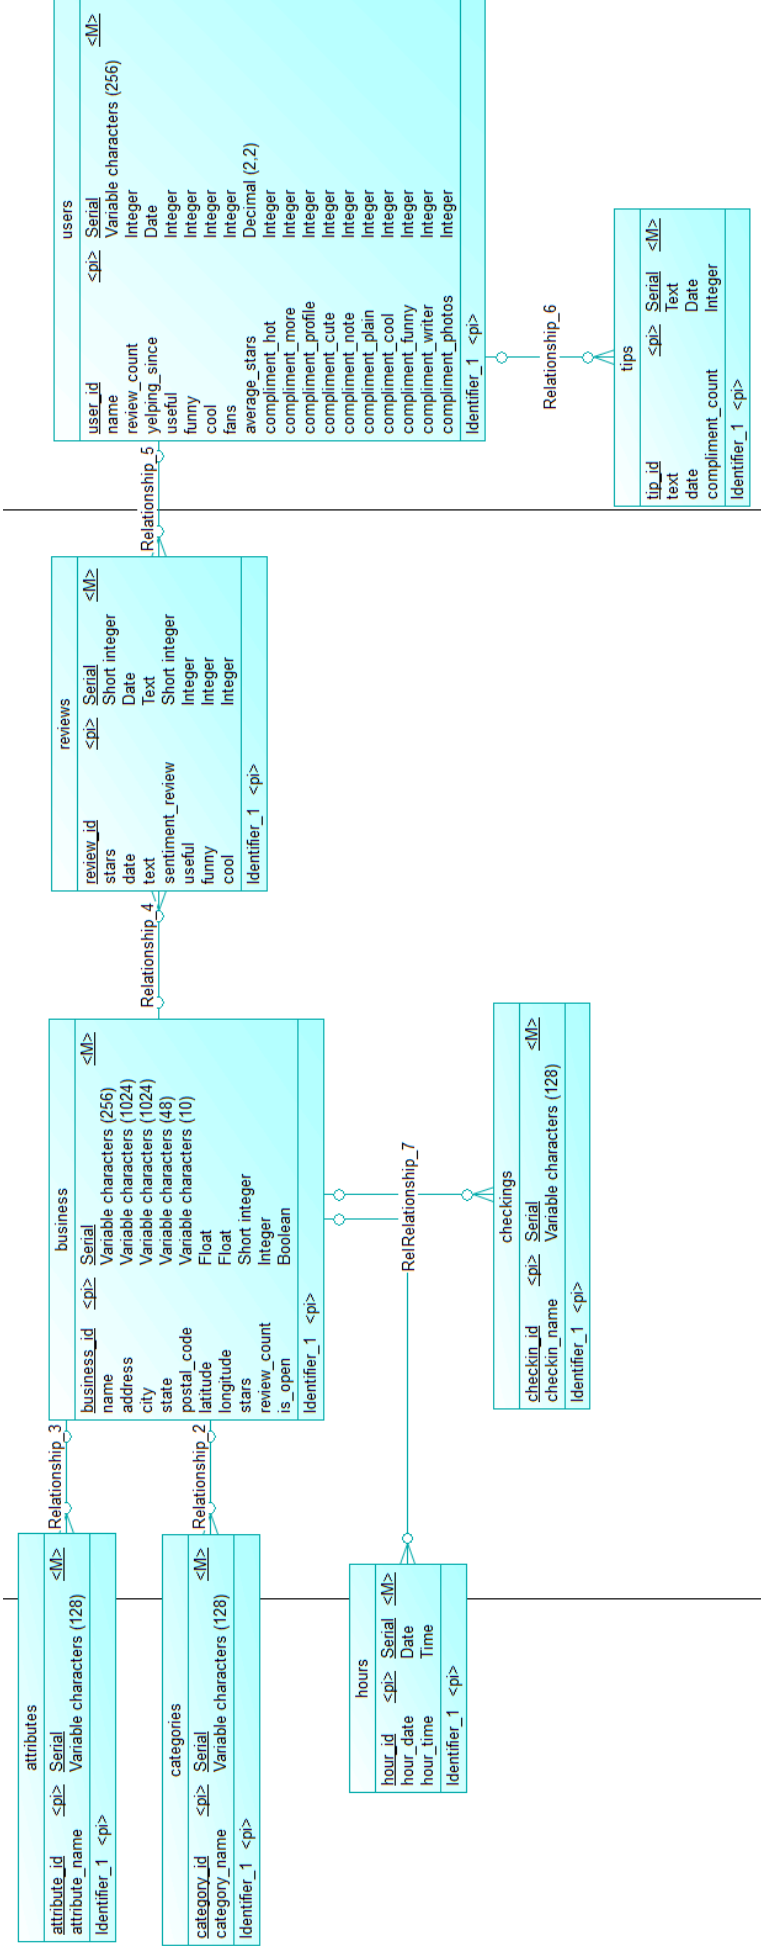 attributes
attribute_id <pi> Serial <M>
attribute_name Variable characters (128)
Identifier_1 <pi>
Relationship_3
categories
category_id <pi> Serial <M>
category_name Variable characters (128)
Identifier_1 <pi>
Relationship_2
hours
hour_id <pi> Serial <M>
hour_date Date
hour_time Time
Identifier_1 <pi>
business
business_id <pi> Serial <M>
name Variable characters (256)
address Variable characters (1024)
city Variable characters (1024)
state Variable characters (48)
postal_code Variable characters (10)
latitude Float
longitude Float
stars Short integer
review_count Integer
is_open Boolean
Identifier_1 <pi>
RelRelationship_7
checkings
checkin_id <pi> Serial <M>
checkin_name Variable characters (128)
Identifier_1 <pi>
Relationship_4
reviews
review_id <pi> Serial <M>
stars Short integer
date Date
text Text
sentiment_review Short integer
useful Integer
funny Integer
cool Integer
Identifier_1 <pi>
Relationship_5
users
user_id <pi> Serial <M>
name Variable characters (256)
review_count Integer
yelping_since Date
useful Integer
funny Integer
cool Integer
fans Integer
average_stars Decimal (2,2)
compliment_hot Integer
compliment_more Integer
compliment_profile Integer
compliment_cute Integer
compliment_note Integer
compliment_plain Integer
compliment_cool Integer
compliment_funny Integer
compliment_writer Integer
compliment_photos Integer
Identifier_1 <pi>
Relationship_6
tips
tip_id <pi> Serial <M>
text Text
date Date
compliment_count Integer
Identifier_1 <pi>